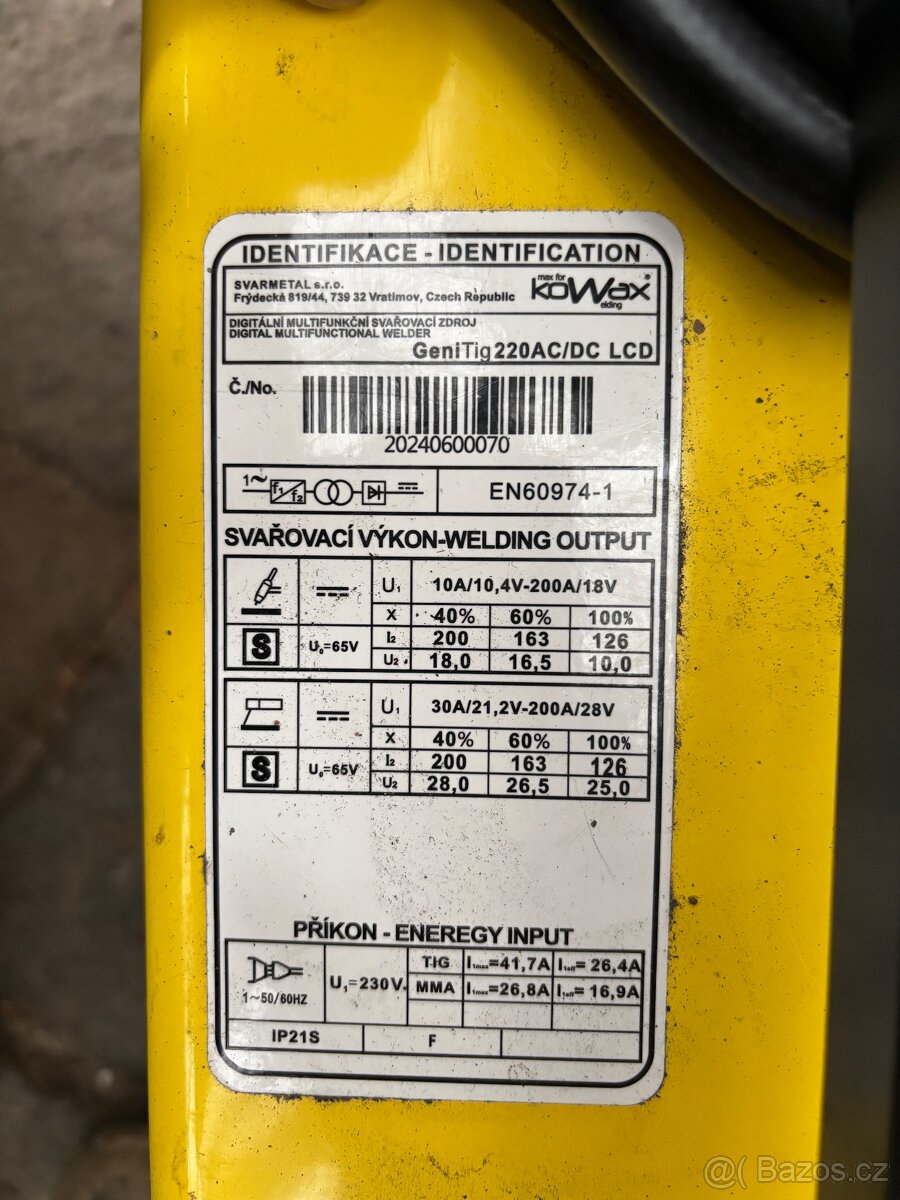 IDENTIFIKACE - IDENTIFICATION
SVARMETAL s.r.o.
Frýdecká 819/44, 739 32 Vratimov, Czech Republic
max for
koWax®
elding
DIGITÁLNÍ MULTIFUNKČNÍ SVAŘOVACÍ ZDROJ
DIGITAL MULTIFUNCTIONAL WELDER
GeniTig220AC/DC LCD
Č./No.
20240600070
1~ f₁ f₂ EN60974-1
SVAŘOVACÍ VÝKON-WELDING OUTPUT
U₁ 10A/10,4V-200A/18V
X 40% 60% 100%
S U₀=65V I₂ 200 163 126
U₂ 18,0 16,5 10,0
U₁ 30A/21,2V-200A/28V
X 40% 60% 100%
S U₀=65V I₂ 200 163 126
U₂ 28,0 26,5 25,0
PŘÍKON - ENEREGY INPUT
1~50/60HZ U₁=230V.
TIG I₁max=41,7A I₁eff= 26,4A
MMA I₁max=26,8A I₁eff= 16,9A
IP21S F
@ Bazos.cz